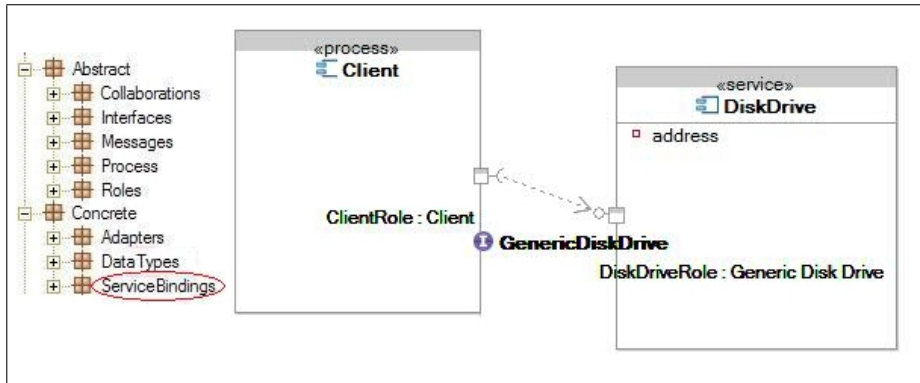 Abstract
Collaborations
Interfaces
Messages
Process
Roles
Concrete
Adapters
DataTypes
ServiceBindings
«process»
Client
ClientRole : Client
GenericDiskDrive
«service»
DiskDrive
address
DiskDriveRole : Generic Disk Drive